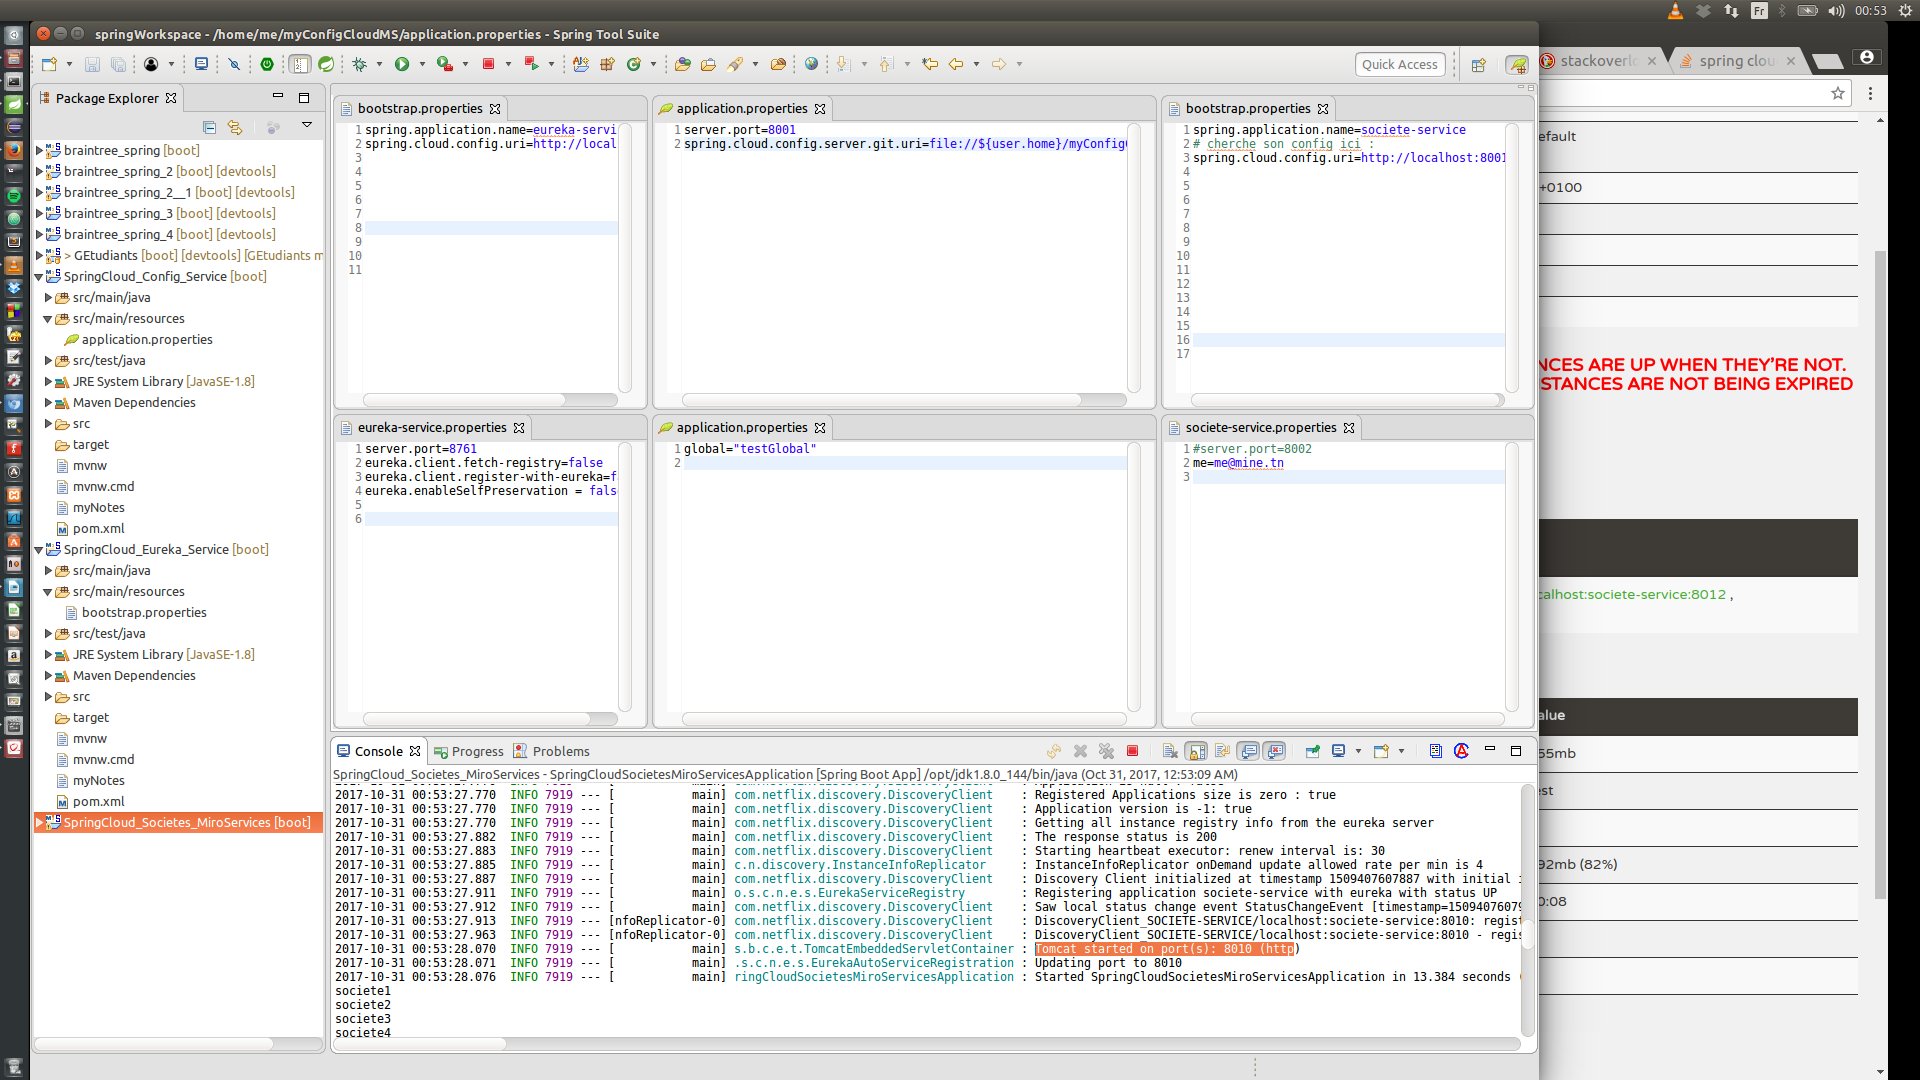 Fr
00:53
springWorkspace - /home/me/myConfigCloudMS/application.properties - Spring Tool Suite
Quick Access
Package Explorer
braintree_spring [boot]
braintree_spring_2 [boot] [devtools]
braintree_spring_2__1 [boot] [devtools]
braintree_spring_3 [boot] [devtools]
braintree_spring_4 [boot] [devtools]
> GEtudiants [boot] [devtools] [GEtudiants m
SpringCloud_Config_Service [boot]
src/main/java
src/main/resources
application.properties
src/test/java
JRE System Library [JavaSE-1.8]
Maven Dependencies
src
target
mvnw
mvnw.cmd
myNotes
pom.xml
SpringCloud_Eureka_Service [boot]
src/main/java
src/main/resources
bootstrap.properties
src/test/java
JRE System Library [JavaSE-1.8]
Maven Dependencies
src
target
mvnw
mvnw.cmd
myNotes
pom.xml
SpringCloud_Societes_MiroServices [boot]
bootstrap.properties
1 spring.application.name=eureka-servi
2 spring.cloud.config.uri=http://local
3
4
5
6
7
8
9
10
11
application.properties
1 server.port=8001
2 spring.cloud.config.server.git.uri=file://${user.home}/myConfig
bootstrap.properties
1 spring.application.name=societe-service
2 # cherche son config ici :
3 spring.cloud.config.uri=http://localhost:8001
4
5
6
7
8
9
10
11
12
13
14
15
16
17
eureka-service.properties
1 server.port=8761
2 eureka.client.fetch-registry=false
3 eureka.client.register-with-eureka=f
4 eureka.enableSelfPreservation = fals
5
6
application.properties
1 global="testGlobal"
2
societe-service.properties
1 #server.port=8002
2 me=me@mine.tn
3
Console
Progress
Problems
SpringCloud_Societes_MiroServices - SpringCloudSocietesMiroServicesApplication [Spring Boot App] /opt/jdk1.8.0_144/bin/java (Oct 31, 2017, 12:53:09 AM)
2017-10-31 00:53:27.770 INFO 7919 --- [ main] com.netflix.discovery.DiscoveryClient : Registered Applications size is zero : true
2017-10-31 00:53:27.770 INFO 7919 --- [ main] com.netflix.discovery.DiscoveryClient : Application version is -1: true
2017-10-31 00:53:27.770 INFO 7919 --- [ main] com.netflix.discovery.DiscoveryClient : Getting all instance registry info from the eureka server
2017-10-31 00:53:27.882 INFO 7919 --- [ main] com.netflix.discovery.DiscoveryClient : The response status is 200
2017-10-31 00:53:27.883 INFO 7919 --- [ main] com.netflix.discovery.DiscoveryClient : Starting heartbeat executor: renew interval is: 30
2017-10-31 00:53:27.885 INFO 7919 --- [ main] c.n.discovery.InstanceInfoReplicator : InstanceInfoReplicator onDemand update allowed rate per min is 4
2017-10-31 00:53:27.887 INFO 7919 --- [ main] com.netflix.discovery.DiscoveryClient : Discovery Client initialized at timestamp 1509407607887 with initial i
2017-10-31 00:53:27.911 INFO 7919 --- [ main] o.s.c.n.e.s.EurekaServiceRegistry : Registering application societe-service with eureka with status UP
2017-10-31 00:53:27.912 INFO 7919 --- [ main] com.netflix.discovery.DiscoveryClient : Saw local status change event StatusChangeEvent [timestamp=15094076079
2017-10-31 00:53:27.913 INFO 7919 --- [nfoReplicator-0] com.netflix.discovery.DiscoveryClient : DiscoveryClient_SOCIETE-SERVICE/localhost:societe-service:8010: regist
2017-10-31 00:53:27.963 INFO 7919 --- [nfoReplicator-0] com.netflix.discovery.DiscoveryClient : DiscoveryClient_SOCIETE-SERVICE/localhost:societe-service:8010 - regis
2017-10-31 00:53:28.070 INFO 7919 --- [ main] s.b.c.e.t.TomcatEmbeddedServletContainer : Tomcat started on port(s): 8010 (http)
2017-10-31 00:53:28.071 INFO 7919 --- [ main] .s.c.n.e.s.EurekaAutoServiceRegistration : Updating port to 8010
2017-10-31 00:53:28.076 INFO 7919 --- [ main] ringCloudSocietesMiroServicesApplication : Started SpringCloudSocietesMiroServicesApplication in 13.384 seconds (
societe1
societe2
societe3
societe4
stackoverlo
spring clou
efault
+0100
NCES ARE UP WHEN THEY'RE NOT.
STANCES ARE NOT BEING EXPIRED
calhost:societe-service:8012 ,
alue
55mb
est
92mb (82%)
0:08